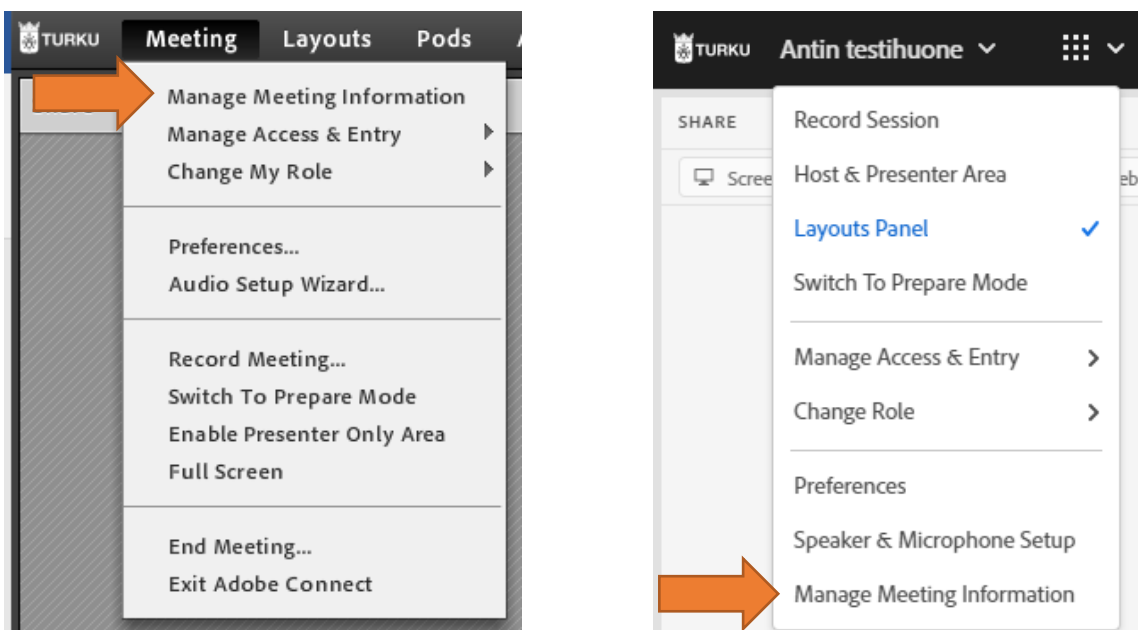 TURKU Meeting Layouts Pods
Manage Meeting Information
Manage Access & Entry
Change My Role
Preferences...
Audio Setup Wizard...
Record Meeting...
Switch To Prepare Mode
Enable Presenter Only Area
Full Screen
End Meeting...
Exit Adobe Connect
TURKU Antin testihuone
SHARE
Record Session
Host & Presenter Area
Layouts Panel
Switch To Prepare Mode
Manage Access & Entry
Change Role
Preferences
Speaker & Microphone Setup
Manage Meeting Information